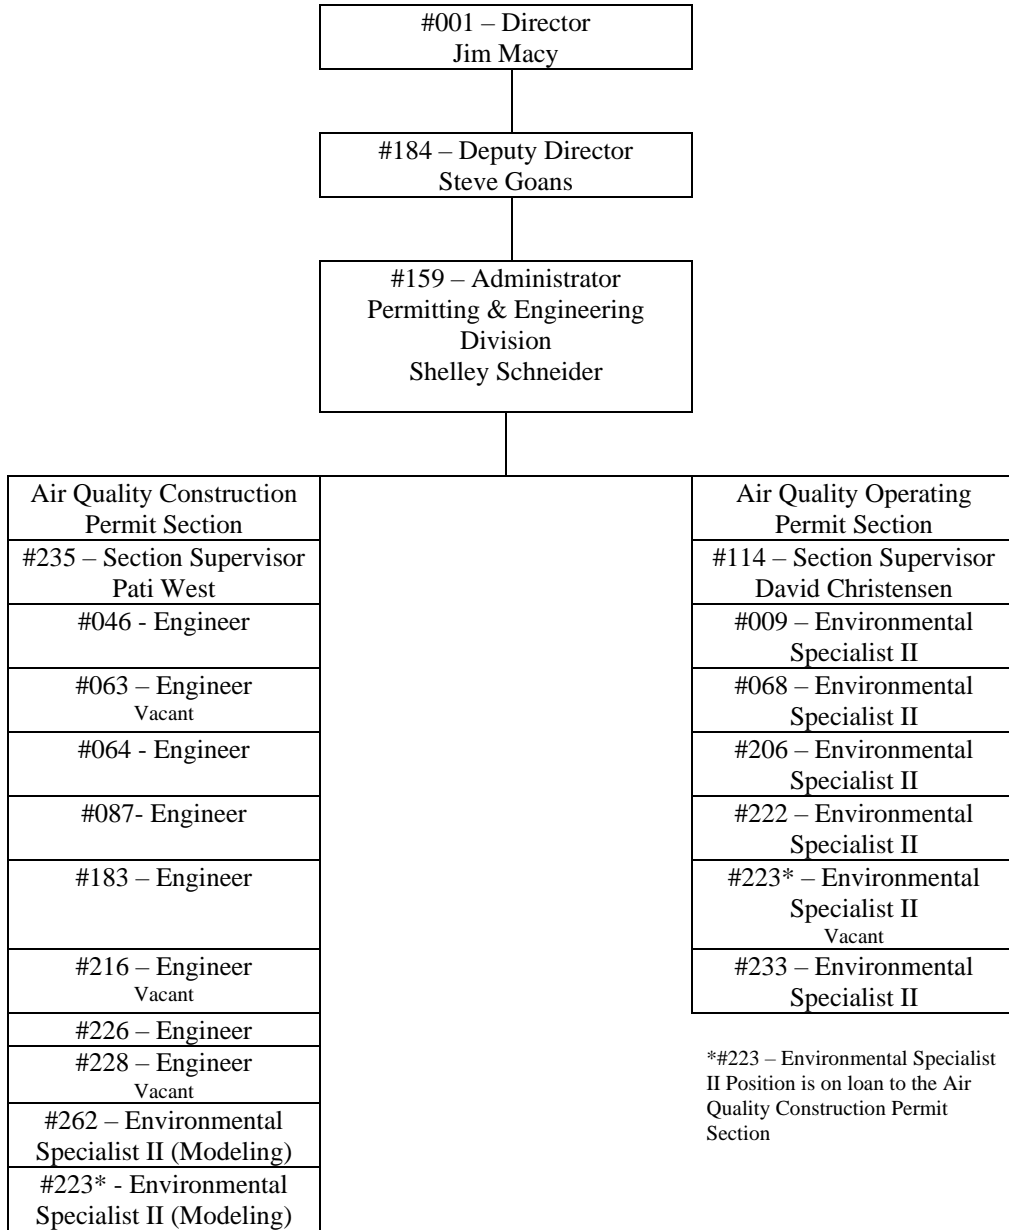 #001 – Director
Jim Macy
#184 – Deputy Director
Steve Goans
#159 – Administrator
Permitting & Engineering
Division
Shelley Schneider
Air Quality Construction
Permit Section
#235 – Section Supervisor
Pati West
#046 - Engineer
#063 – Engineer
Vacant
#064 - Engineer
#087- Engineer
#183 – Engineer
#216 – Engineer
Vacant
#226 – Engineer
#228 – Engineer
Vacant
#262 – Environmental
Specialist II (Modeling)
#223* - Environmental
Specialist II (Modeling)
Air Quality Operating
Permit Section
#114 – Section Supervisor
David Christensen
#009 – Environmental
Specialist II
#068 – Environmental
Specialist II
#206 – Environmental
Specialist II
#222 – Environmental
Specialist II
#223* – Environmental
Specialist II
Vacant
#233 – Environmental
Specialist II
*#223 – Environmental Specialist
II Position is on loan to the Air
Quality Construction Permit
Section